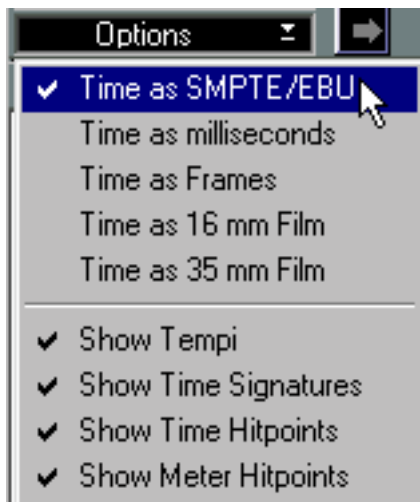 Options
Time as SMPTE/EBU
Time as milliseconds
Time as Frames
Time as 16 mm Film
Time as 35 mm Film
Show Tempi
Show Time Signatures
Show Time Hitpoints
Show Meter Hitpoints